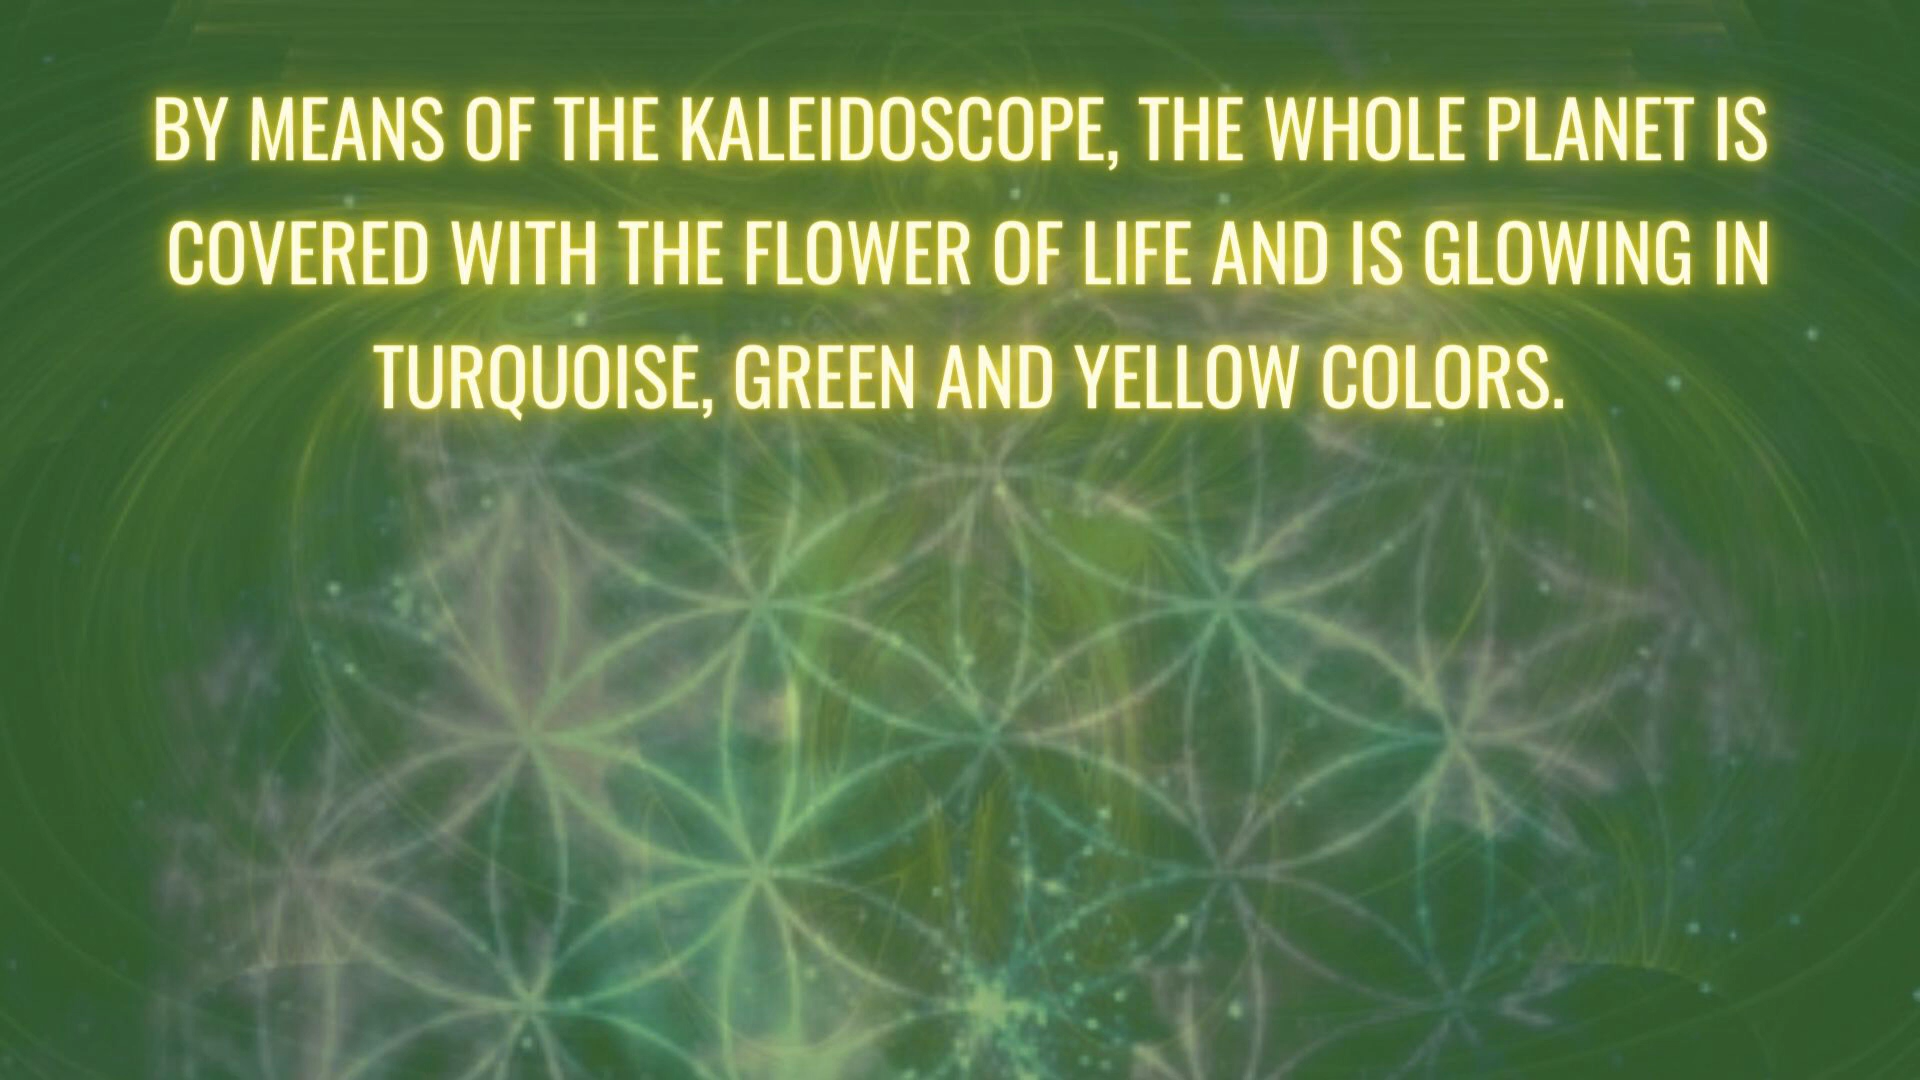 BY MEANS OF THE KALEIDOSCOPE, THE WHOLE PLANET IS
COVERED WITH THE FLOWER OF LIFE AND IS GLOWING IN
TURQUOISE, GREEN AND YELLOW COLORS.